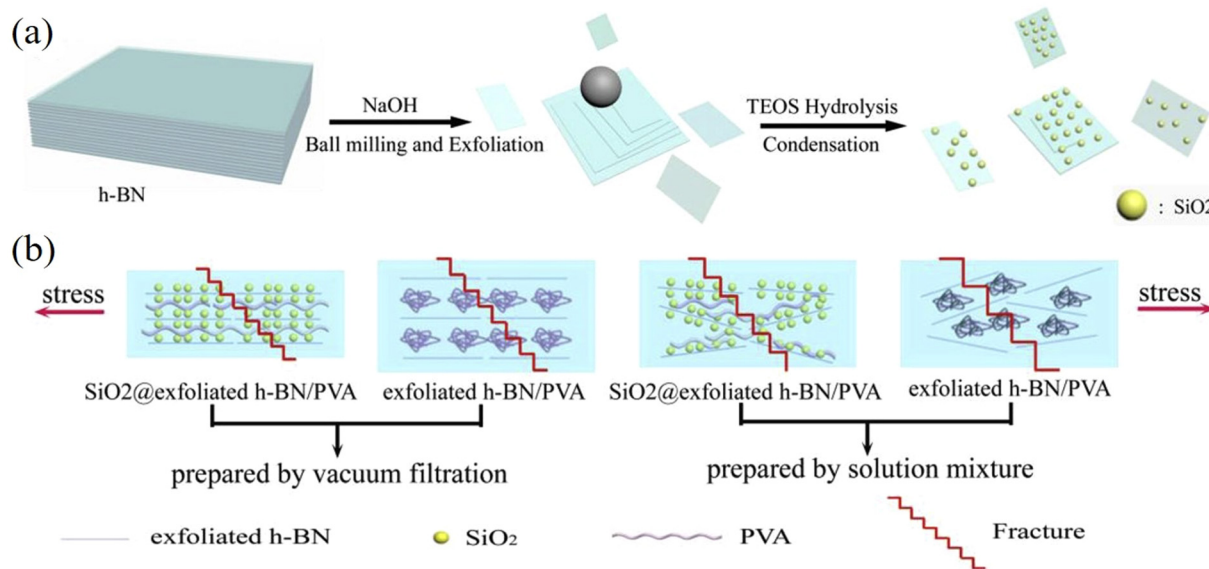 (a)
NaOH
Ball milling and Exfoliation
TEOS Hydrolysis
Condensation
h-BN
: SiO2
(b)
stress
stress
SiO2@exfoliated h-BN/PVA
exfoliated h-BN/PVA
SiO2@exfoliated h-BN/PVA
exfoliated h-BN/PVA
prepared by vacuum filtration
prepared by solution mixture
exfoliated h-BN
SiO₂
PVA
Fracture